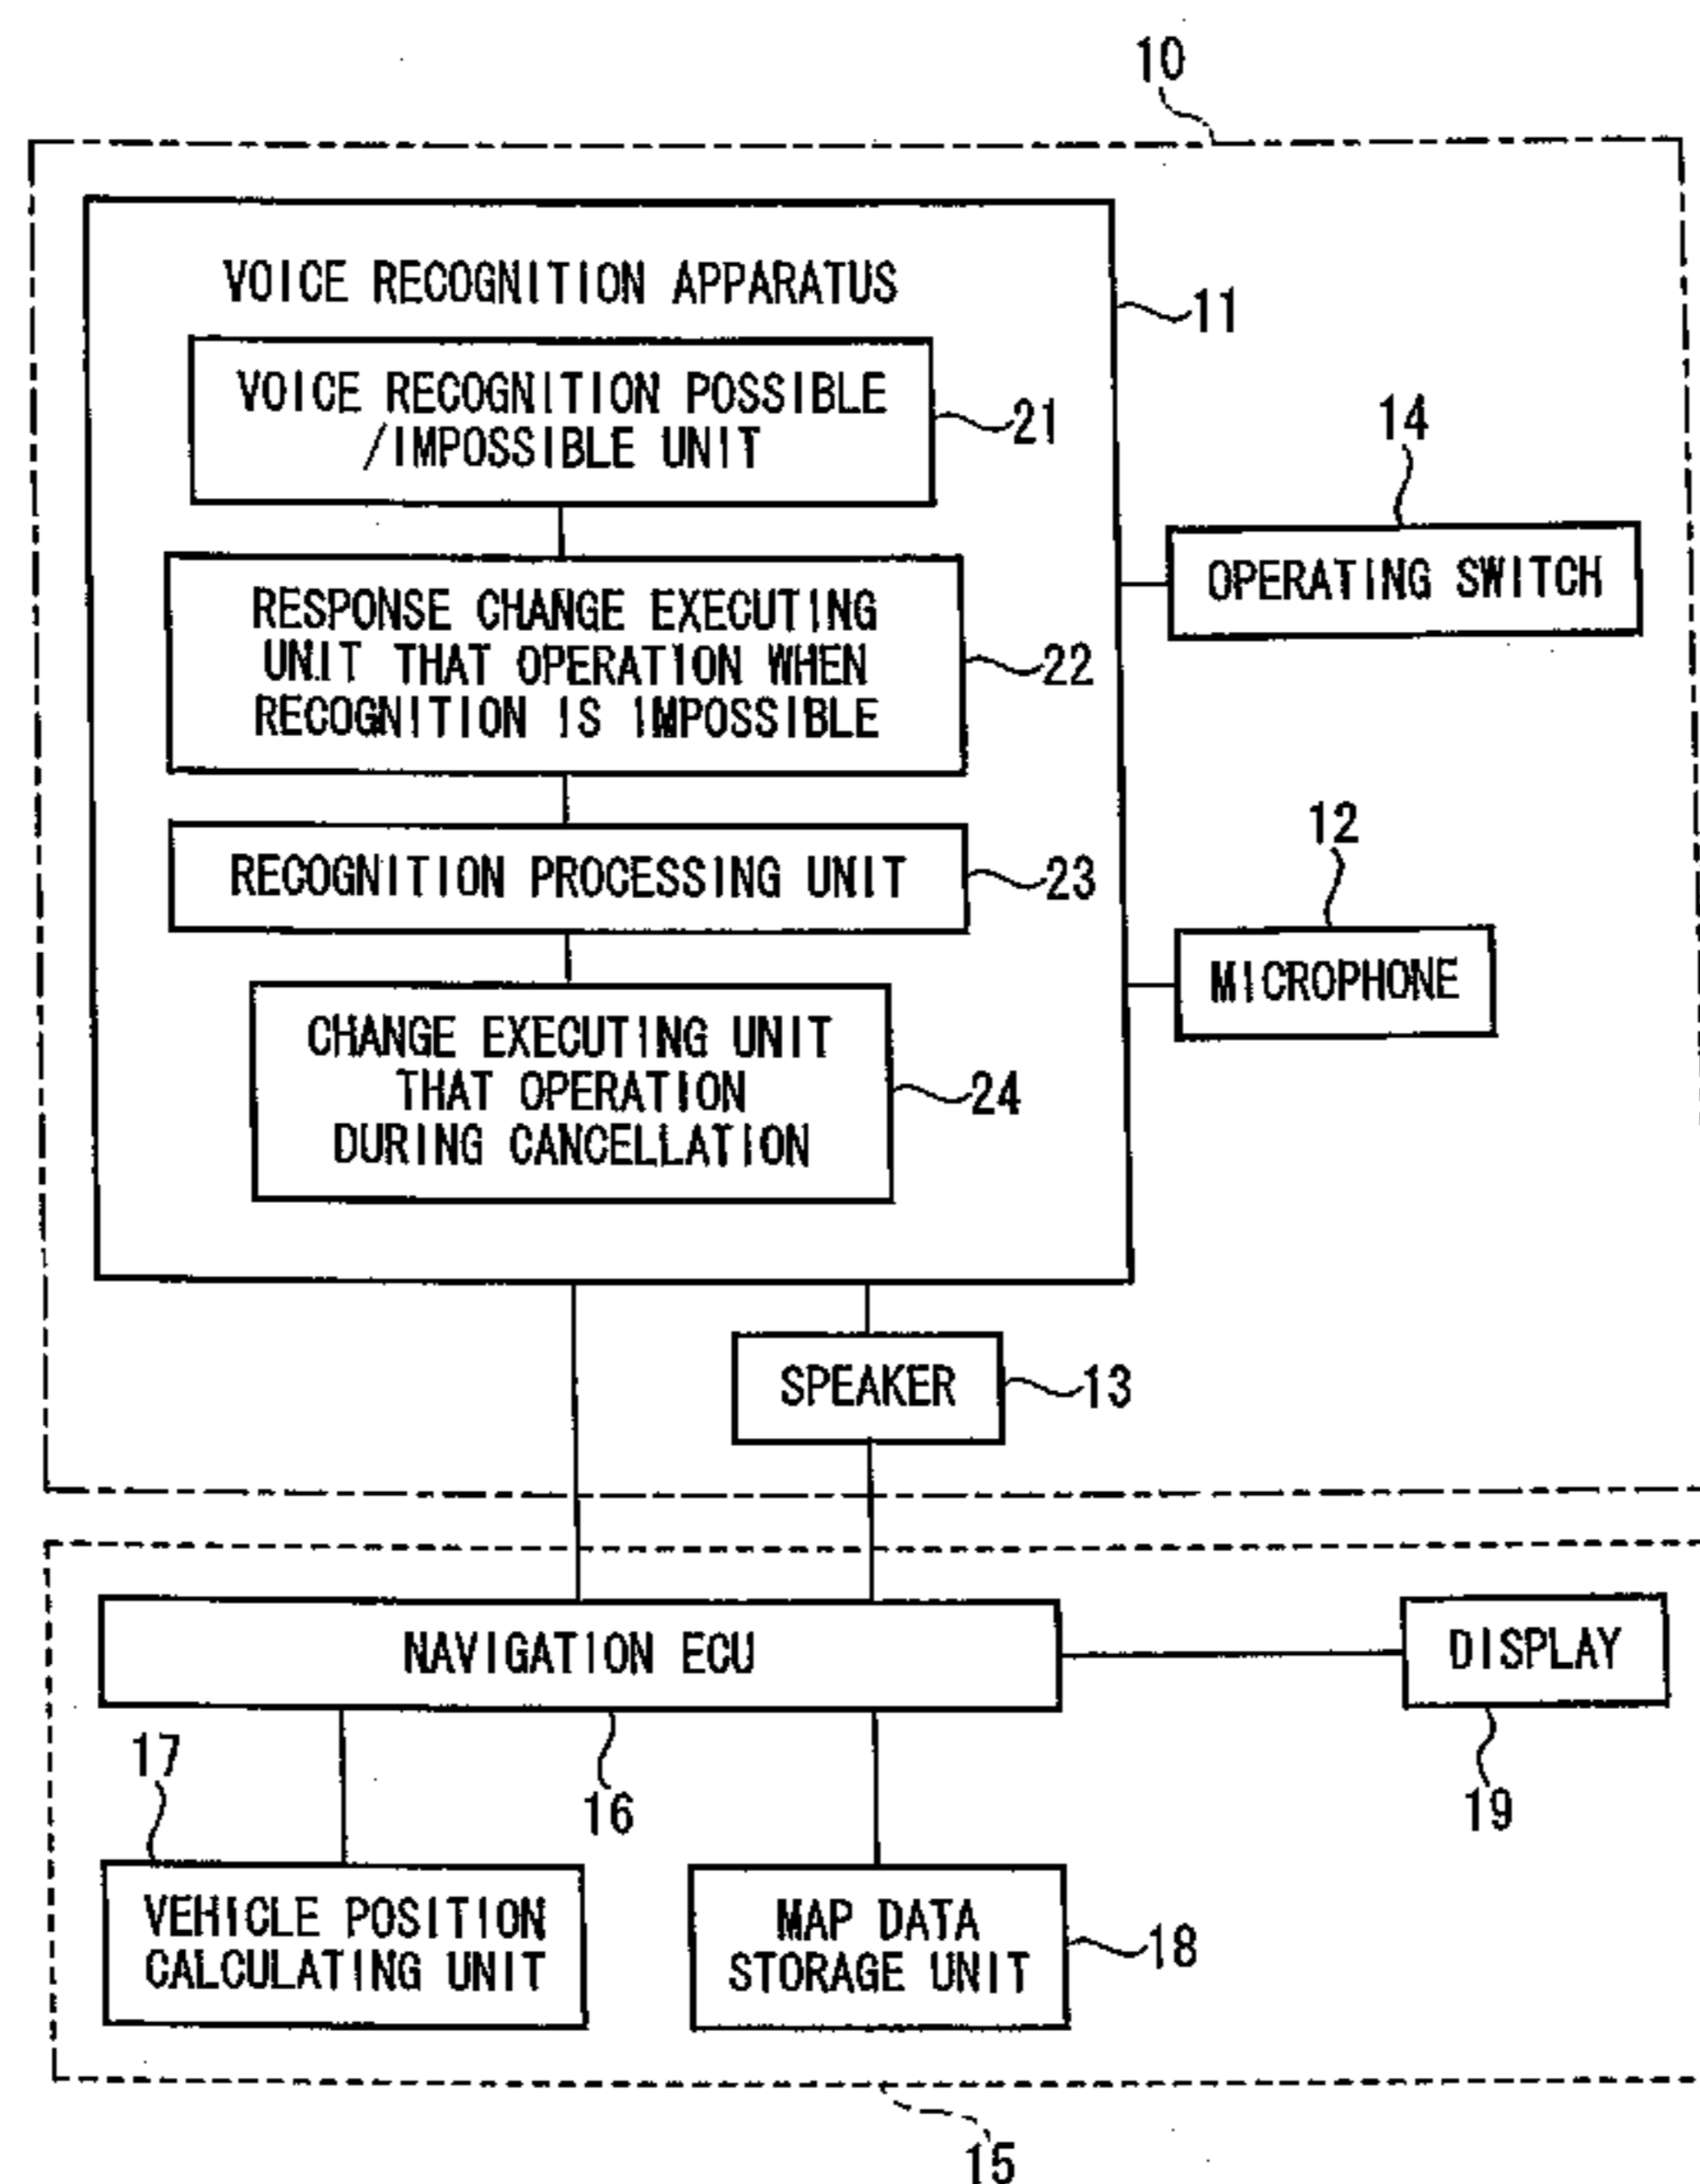 10
VOICE RECOGNITION APPARATUS
11
VOICE RECOGNITION POSSIBLE
/IMPOSSIBLE UNIT
21
14
OPERATING SWITCH
RESPONSE CHANGE EXECUTING
UNIT THAT OPERATION WHEN
RECOGNITION IS IMPOSSIBLE
22
12
RECOGNITION PROCESSING UNIT
23
MICROPHONE
CHANGE EXECUTING UNIT
THAT OPERATION
DURING CANCELLATION
24
SPEAKER
13
NAVIGATION ECU
DISPLAY
17
16
19
VEHICLE POSITION
CALCULATING UNIT
MAP DATA
STORAGE UNIT
18
15